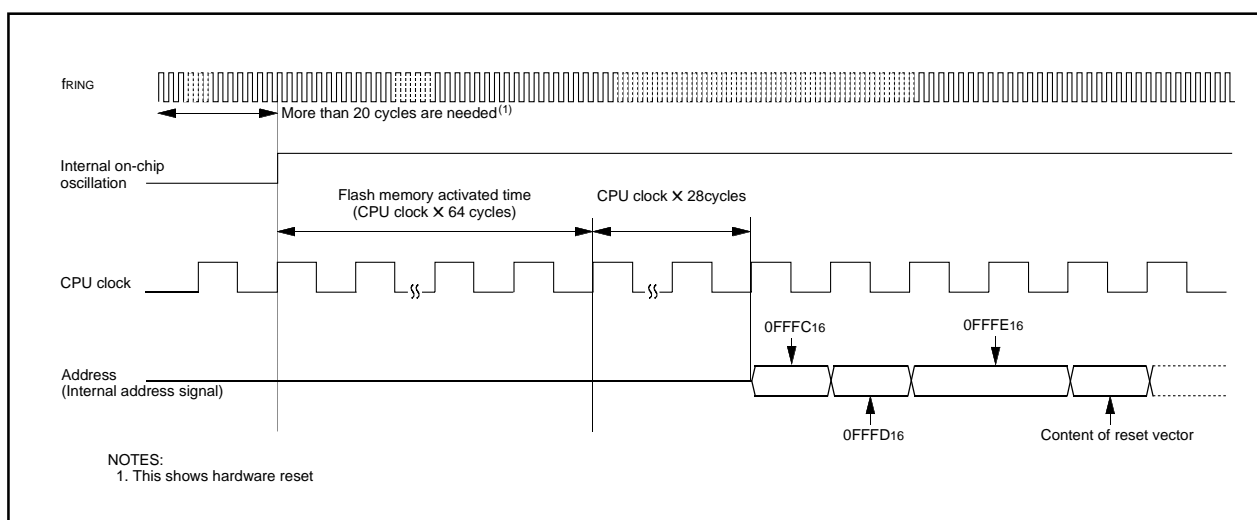 fRING
More than 20 cycles are needed(1)
Internal on-chip
oscillation
Flash memory activated time
(CPU clock × 64 cycles)
CPU clock × 28cycles
CPU clock
0FFFC16
0FFFE16
Address
(Internal address signal)
0FFFD16
Content of reset vector
NOTES:
1. This shows hardware reset